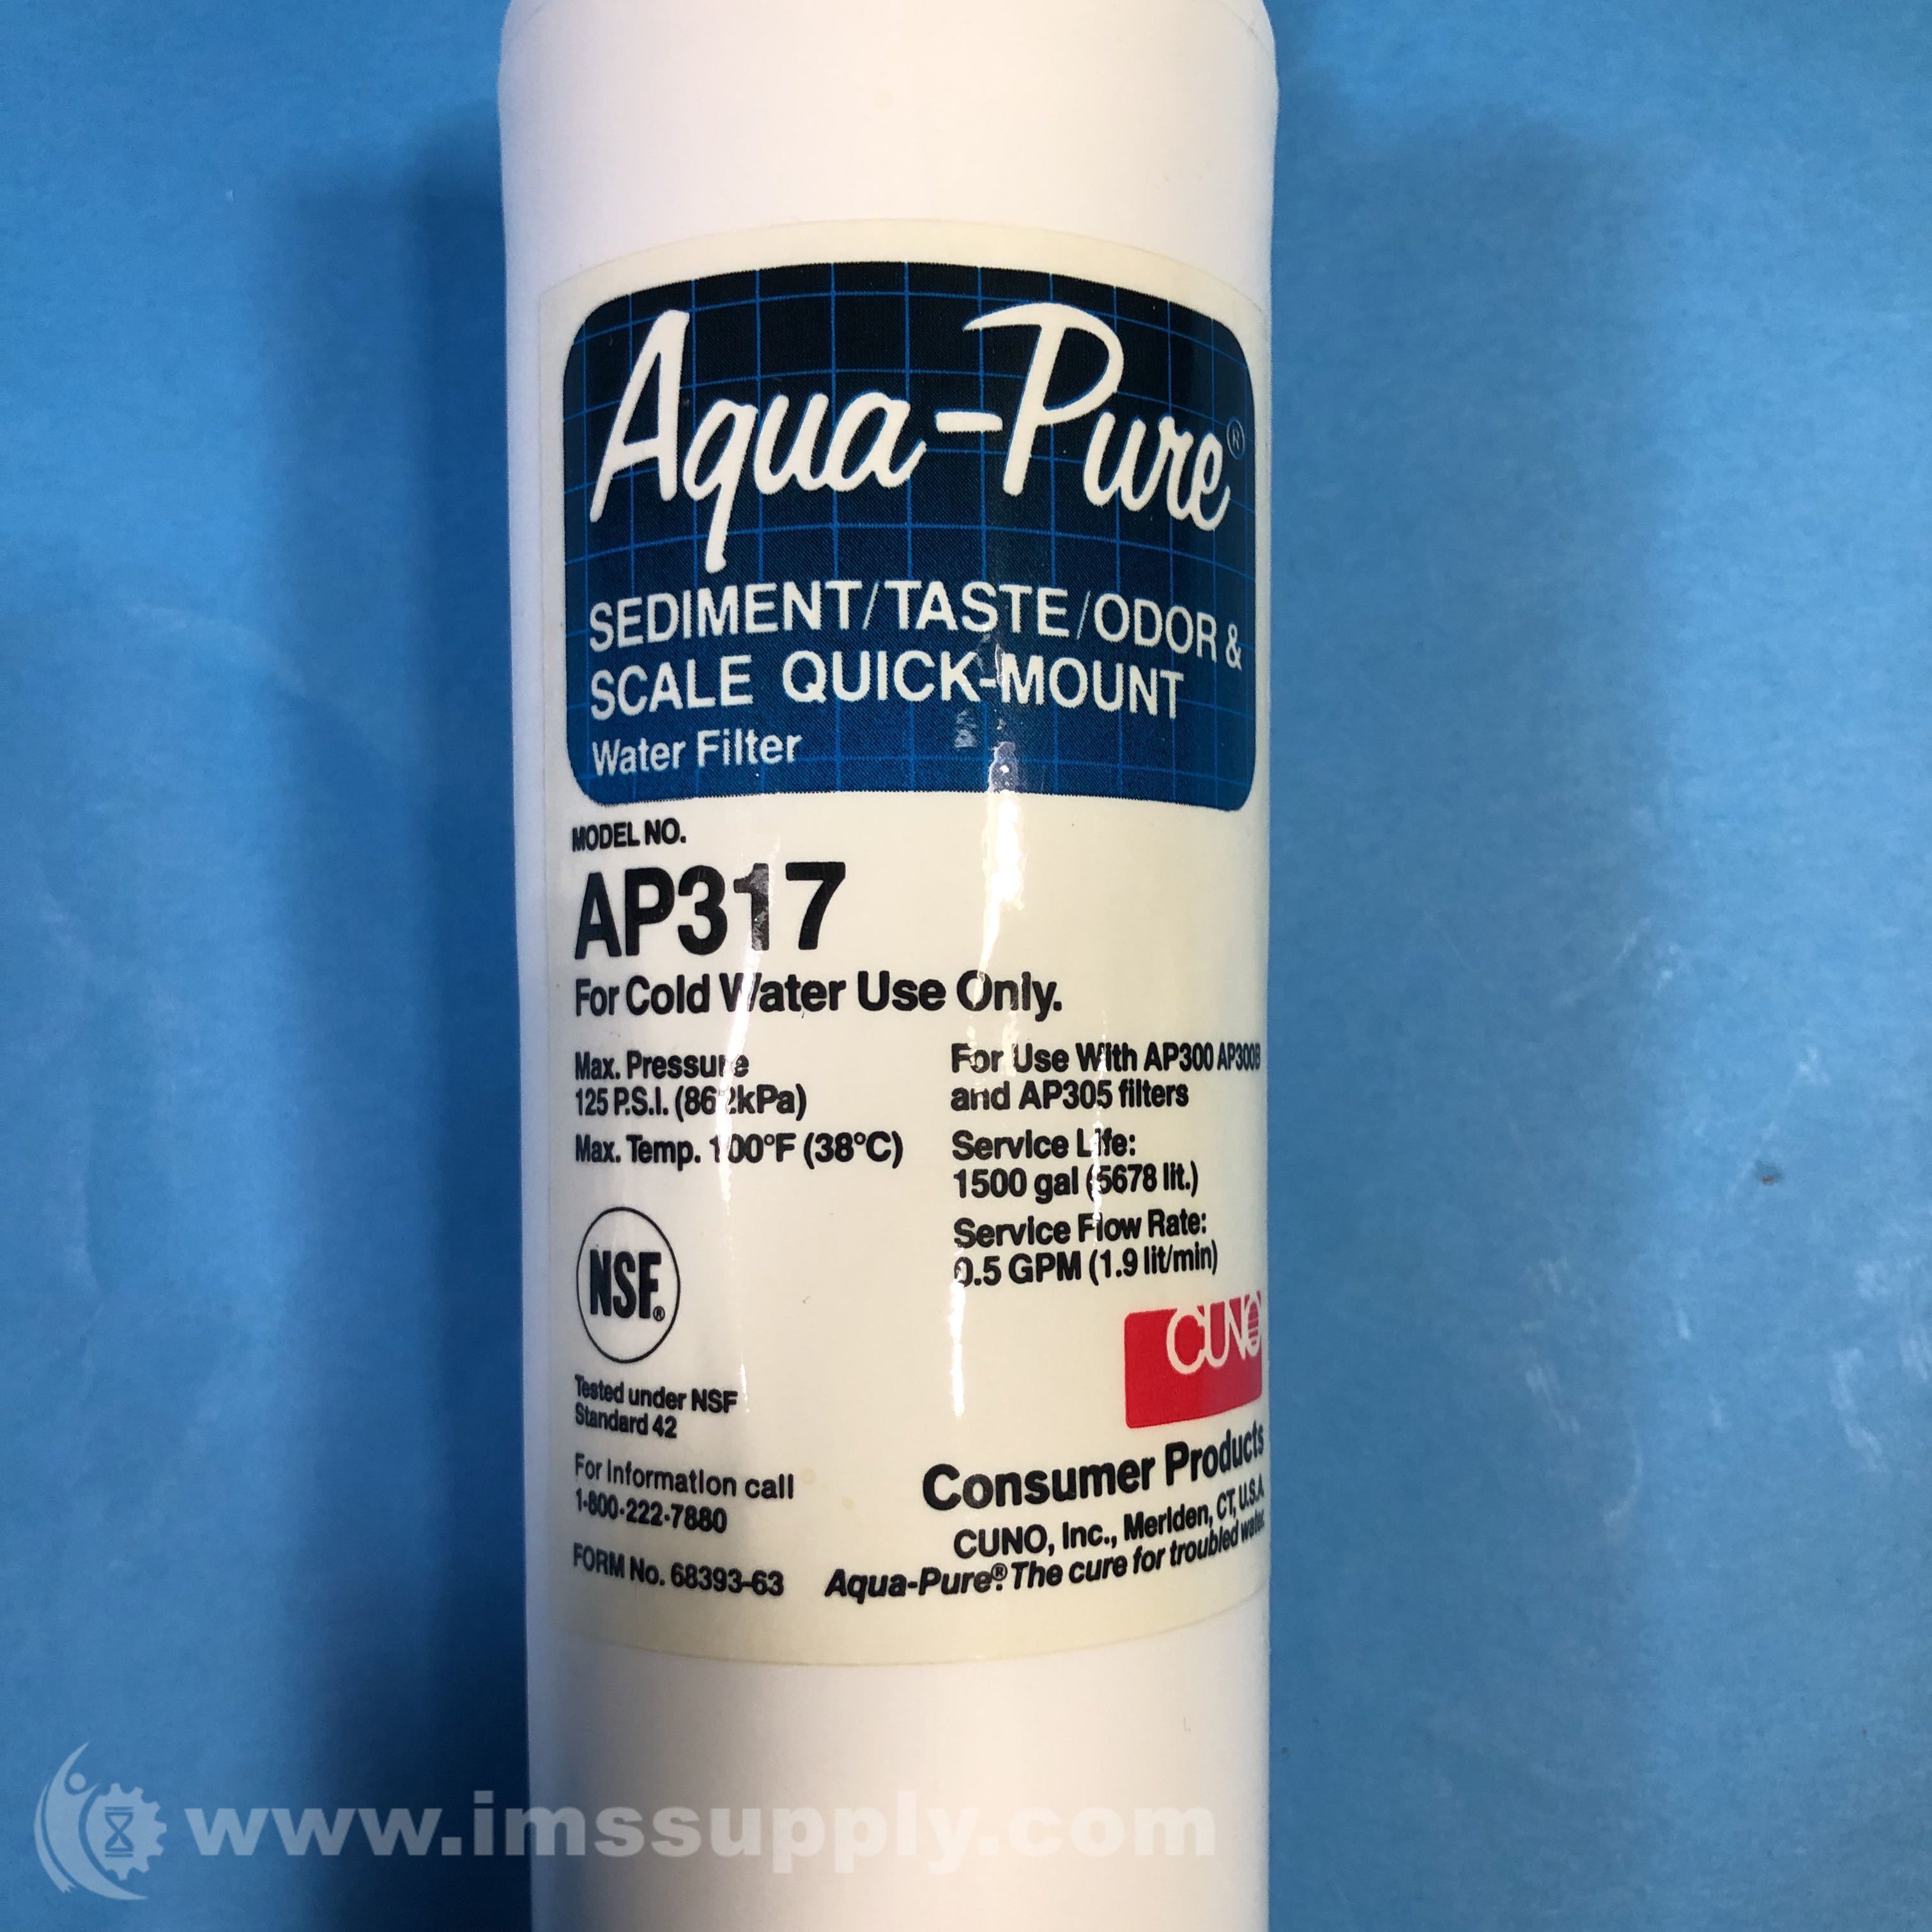 Aqua-Pure®
SEDIMENT/TASTE/ODOR &
SCALE QUICK-MOUNT
Water Filter
MODEL NO.
AP317
For Cold Water Use Only.
Max. Pressure
125 P.S.I. (862kPa)
Max. Temp. 100°F (38°C)
For Use With AP300 AP300B
and AP305 filters
Service Life:
1500 gal (5678 lit.)
Service Flow Rate:
0.5 GPM (1.9 lit/min)
NSF®
Tested under NSF
Standard 42
For information call
1-800-222-7880
FORM No. 68393-63
CUNO
Consumer Products
CUNO, Inc., Meriden, CT, U.S.A.
Aqua-Pure®. The cure for troubled water.
www.imssupply.com